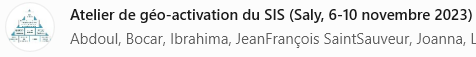 Atelier de géo-activation du SIS (Saly, 6-10 novembre 2023)
Abdoul, Bocar, Ibrahima, JeanFrançois SaintSauveur, Joanna, L